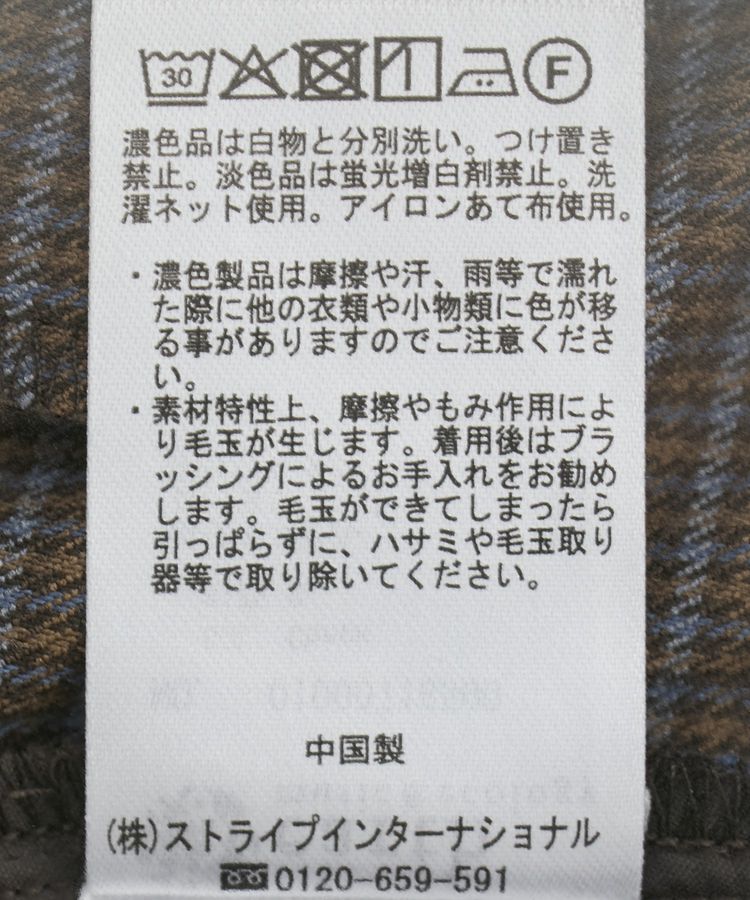 30 F
濃色品は白物と分別洗い。つけ置き
禁止。淡色品は蛍光増白剤禁止。洗
濯ネット使用。アイロンあて布使用。
・濃色製品は摩擦や汗、雨等で濡れ
た際に他の衣類や小物類に色が移
る事がありますのでご注意くださ
い。
・素材特性上、摩擦やもみ作用によ
り毛玉が生じます。着用後はブラ
ッシングによるお手入れをお勧め
します。毛玉ができてしまったら
引っぱらずに、ハサミや毛玉取り
器等で取り除いてください。
中国製
(株)ストライプインターナショナル
0120-659-591